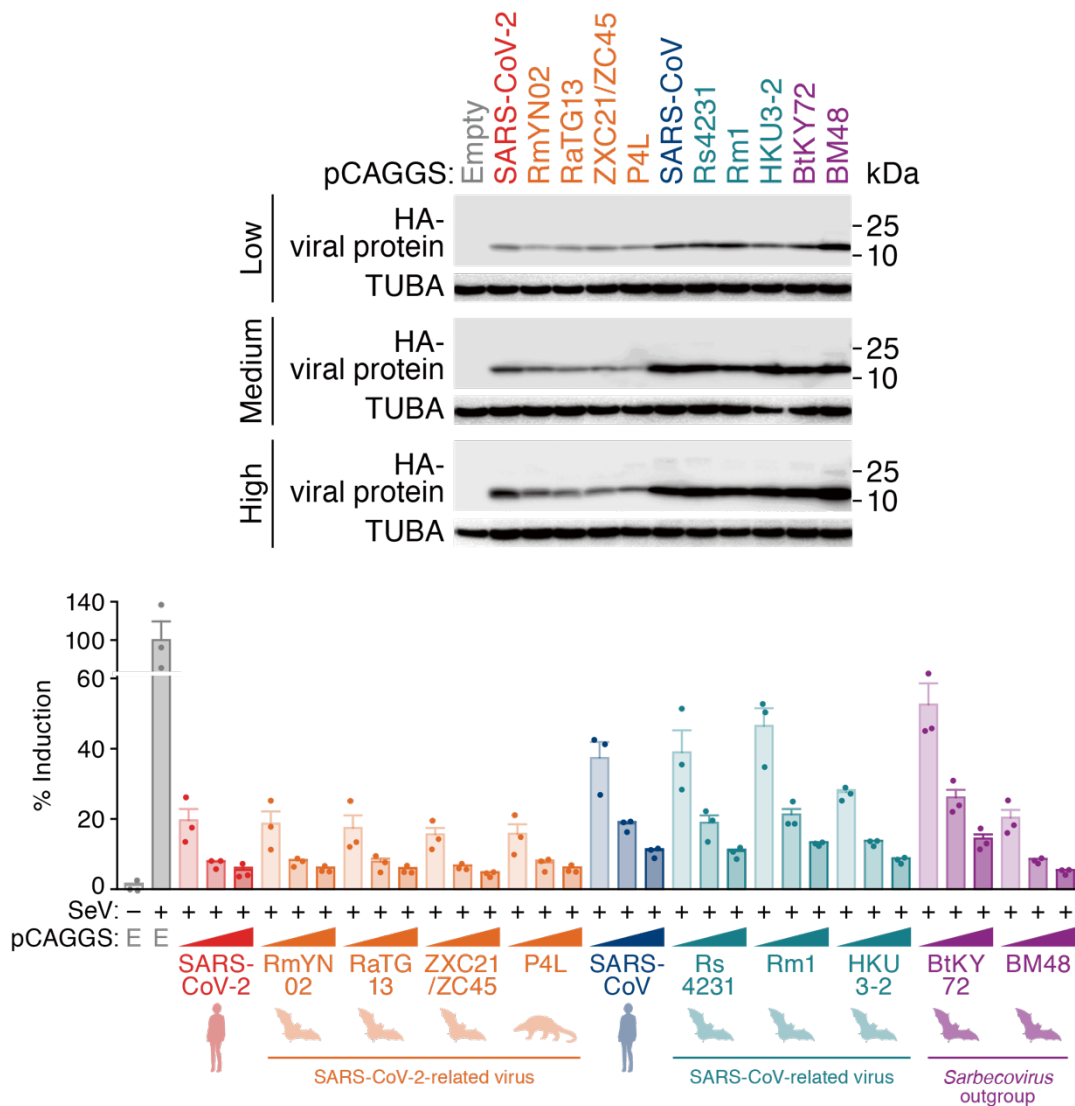 pCAGGS: Empty SARS-CoV-2 RmYN02 RaTG13 ZXC21/ZC45 P4L SARS-CoV Rs4231 Rm1 HKU3-2 BtKY72 BM48 kDa
Low
HA-
viral protein
25
10
TUBA
Medium
HA-
viral protein
25
10
TUBA
High
HA-
viral protein
25
10
TUBA
% Induction
140
100
60
40
20
0
SeV: − + + + + + + + + + + + + + + + + + + + + + + + + + + + + + + + + + +
pCAGGS: E E
SARS-
CoV-2
RmYN
02
RaTG
13
ZXC21
/ZC45
P4L
SARS-
CoV
Rs
4231
Rm1
HKU
3-2
BtKY
72
BM48
SARS-CoV-2-related virus
SARS-CoV-related virus
Sarbecovirus
outgroup